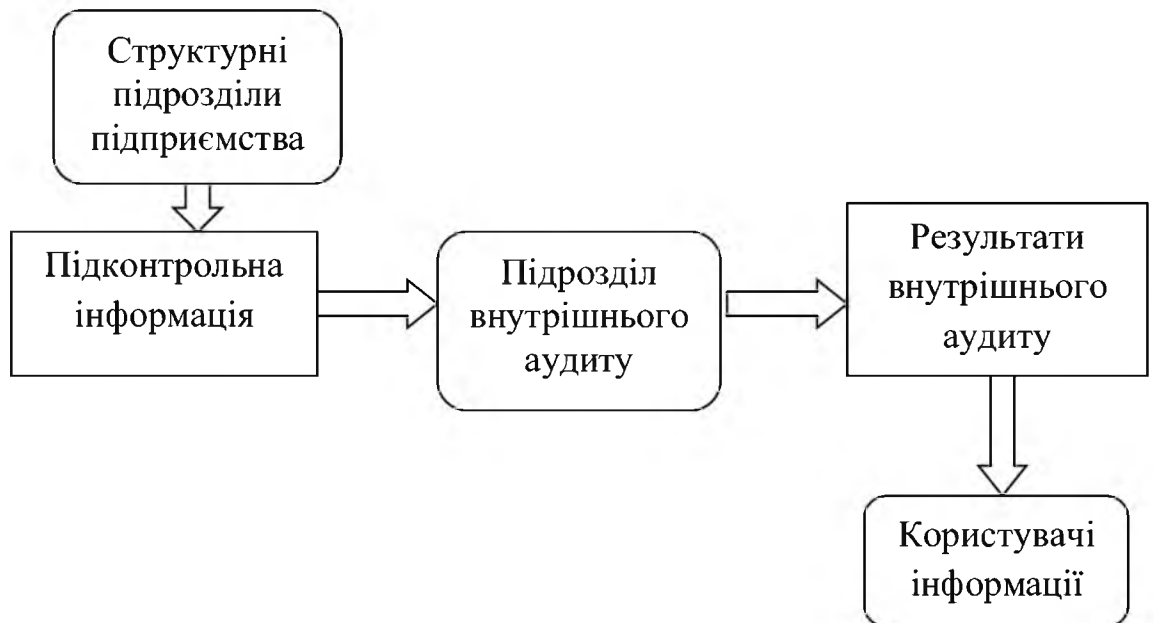 Структурні
підрозділи
підприємства
Підконтрольна
інформація
Підрозділ
внутрішнього
аудиту
Результати
внутрішнього
аудиту
Користувачі
інформації